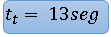 t_t = 13seg